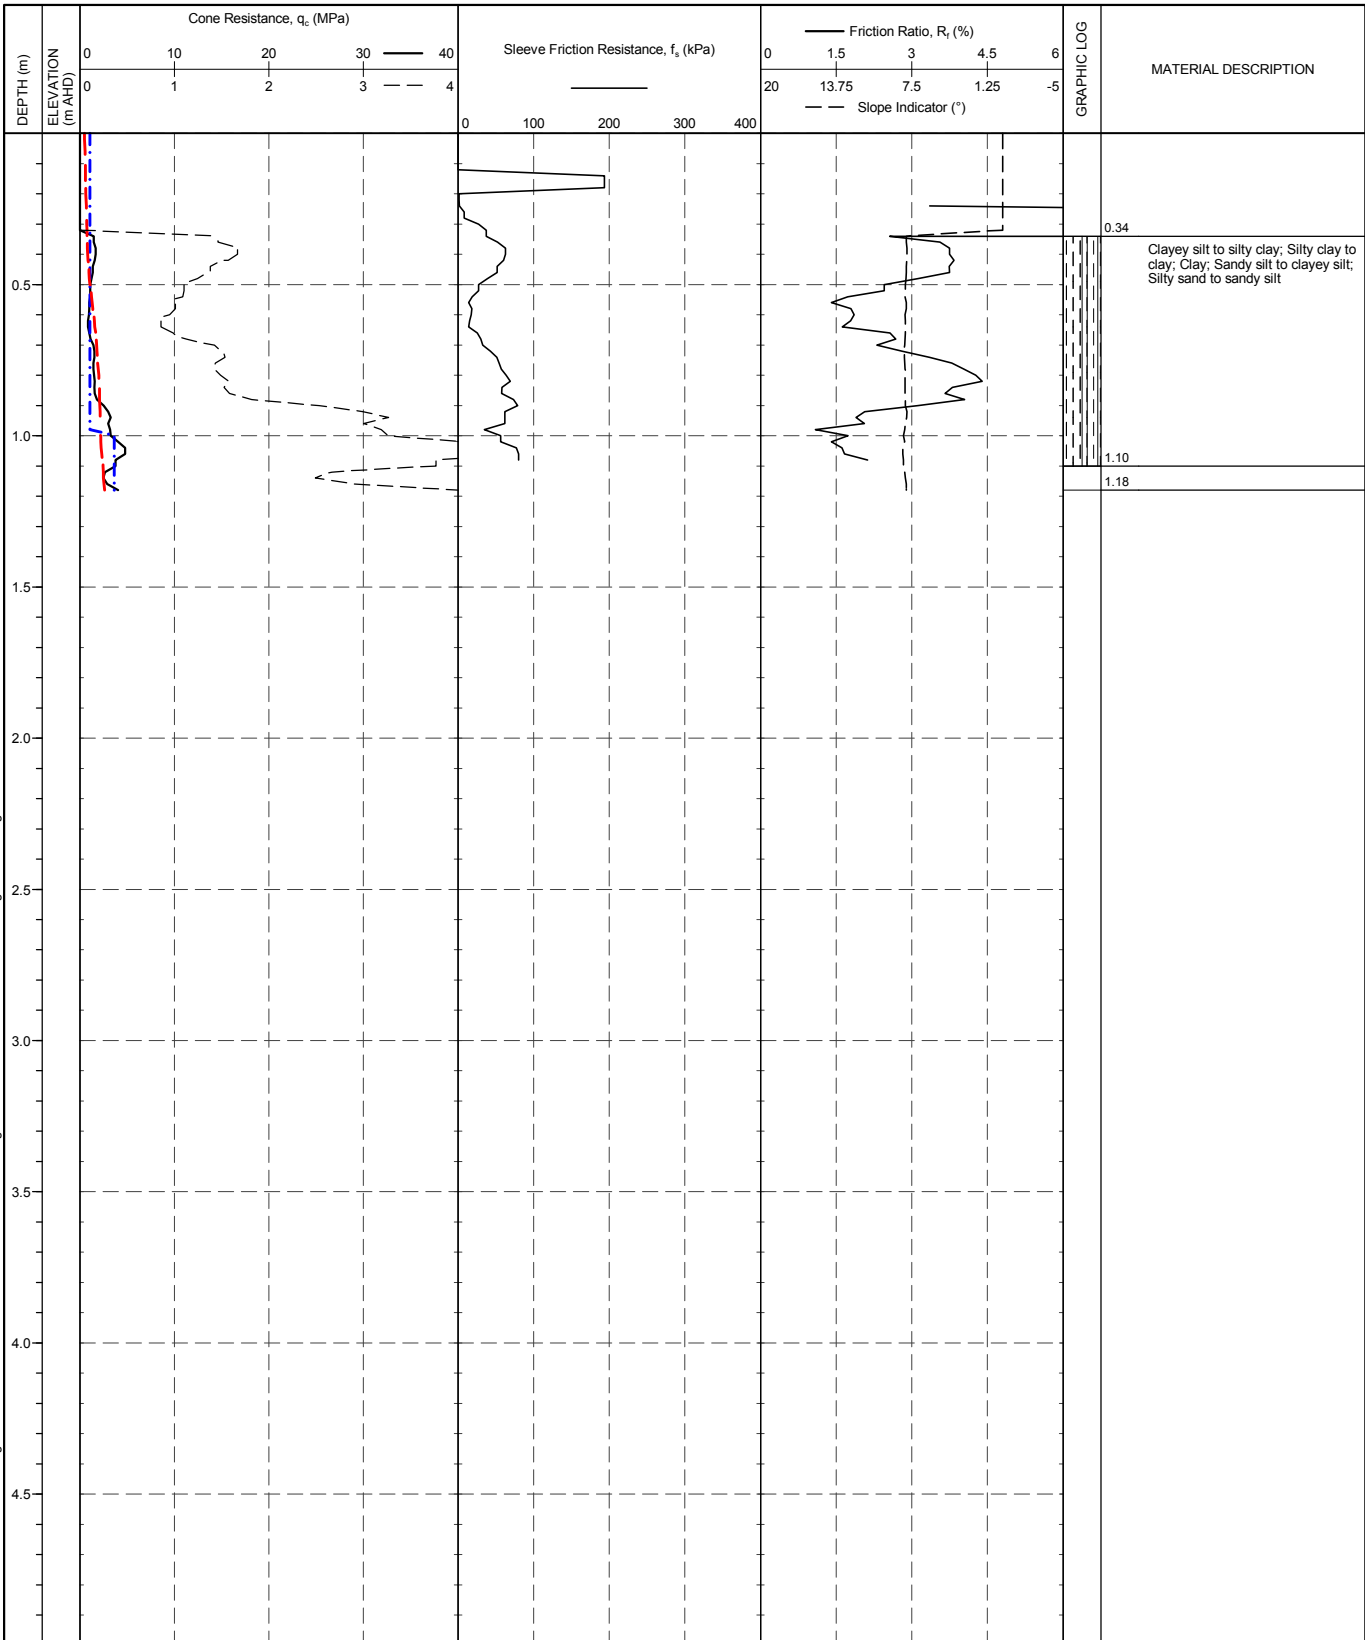 DEPTH (m)
ELEVATION
(m AHD)
Cone Resistance, qc (MPa)
0 10 20 30 40
0 1 2 3 4
Sleeve Friction Resistance, fs (kPa)
0 100 200 300 400
Friction Ratio, Rf (%)
0 1.5 3 4.5 6
20 13.75 7.5 1.25 -5
Slope Indicator (°)
GRAPHIC LOG
MATERIAL DESCRIPTION
0.34
Clayey silt to silty clay; Silty clay to
clay; Clay; Sandy silt to clayey silt;
Silty sand to sandy silt
0.5
1.0
1.10
1.18
1.5
2.0
2.5
3.0
3.5
4.0
4.5